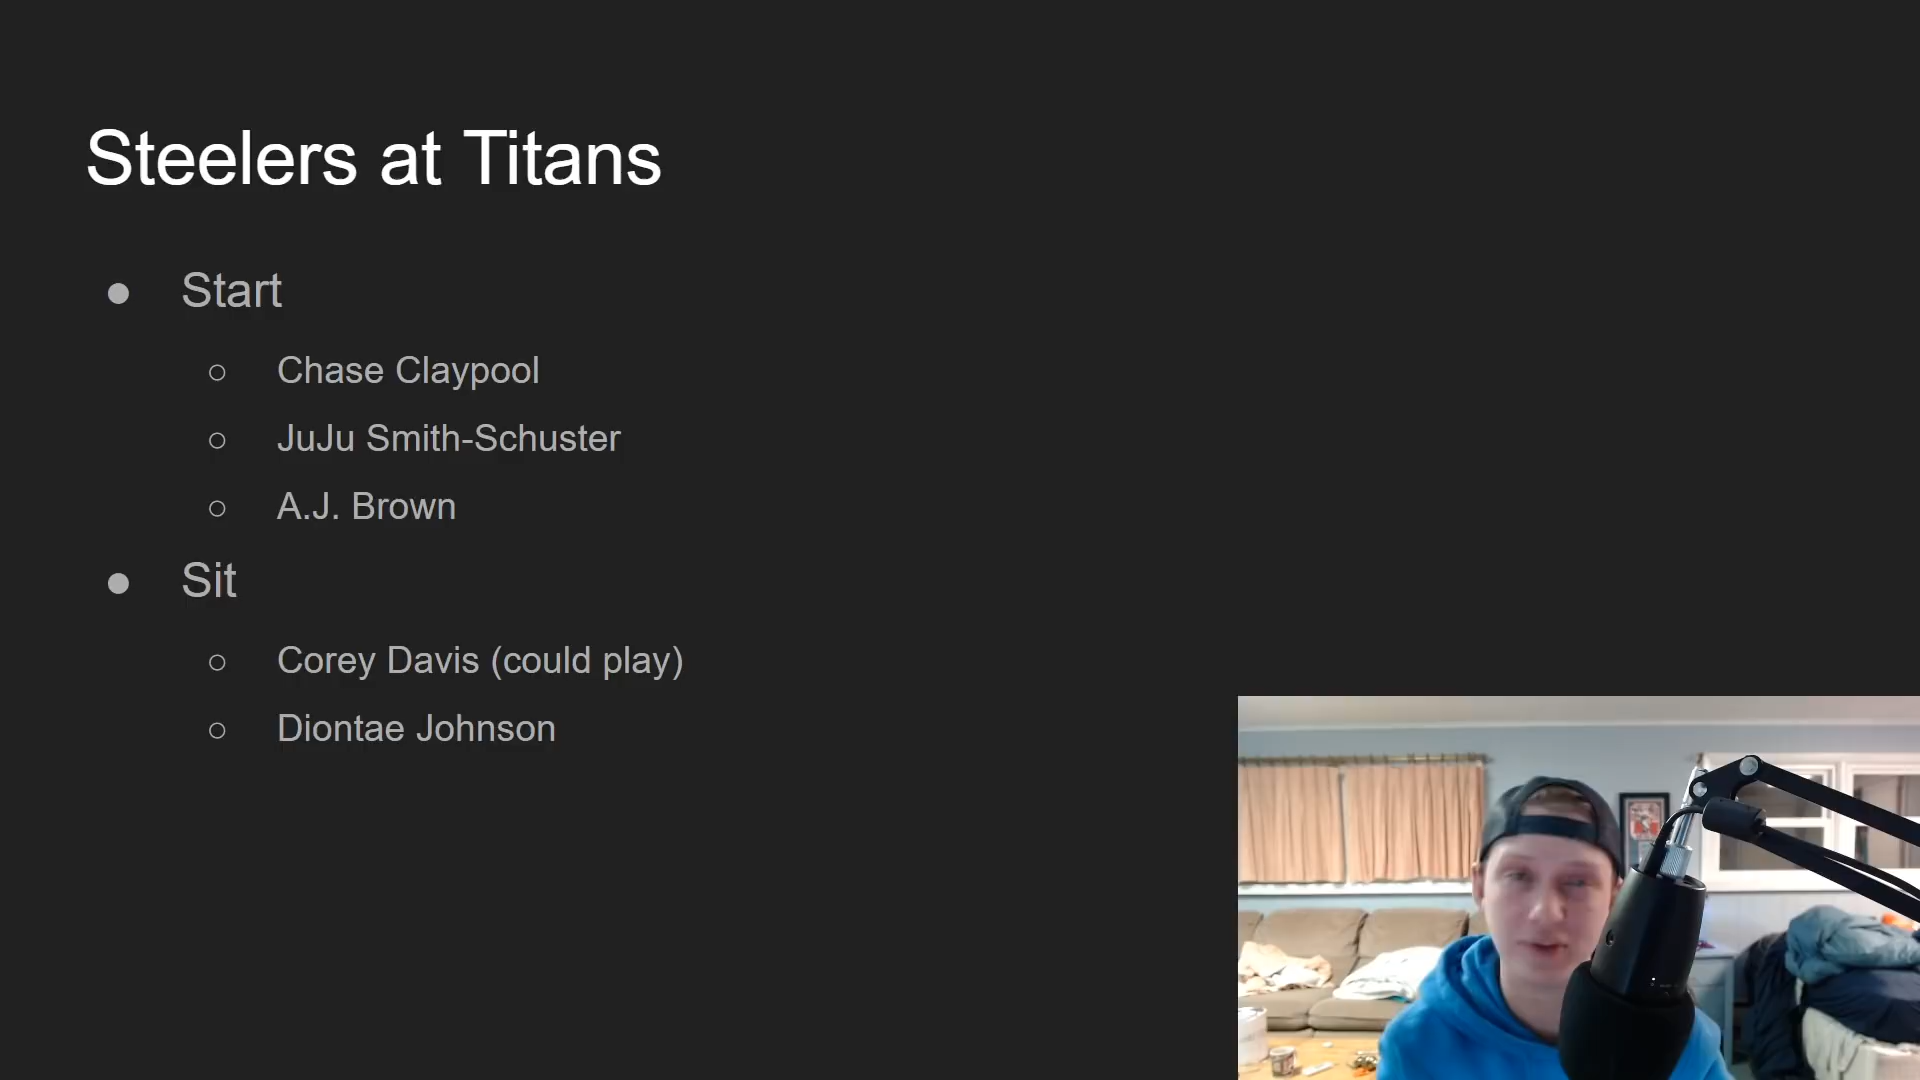 Steelers at Titans
Start
Chase Claypool
JuJu Smith-Schuster
A.J. Brown
Sit
Corey Davis (could play)
Diontae Johnson